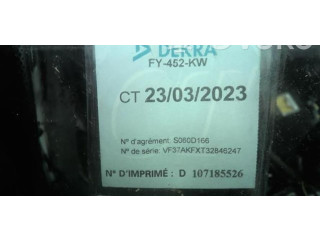 DEKRA
FY-452-KW
CT 23/03/2023
N° d'agrément: S060D166
N° de série: VF37AKFXT32846247
N° D'IMPRIMÉ: D 107185526